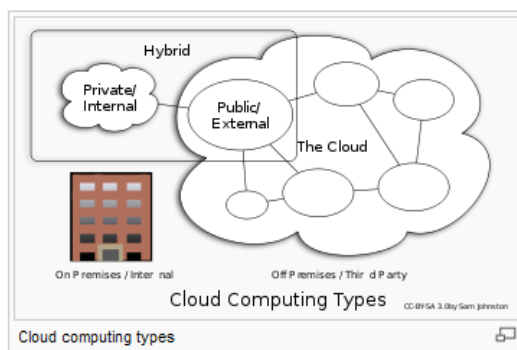 Hybrid
Private/
Internal
Public/
External
The Cloud
On Premises / Internal
Off Premises / Third Party
Cloud Computing Types
CC-BY-SA 3.0 by Sam Johnston
Cloud computing types